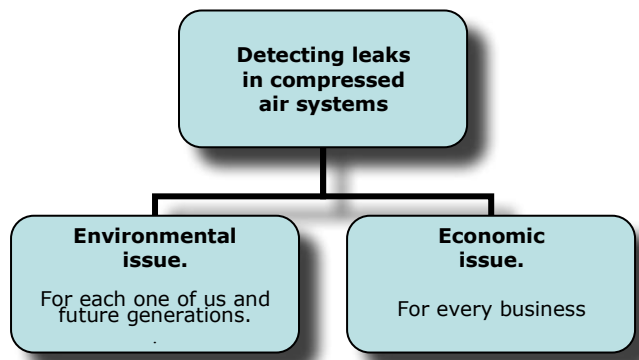 Detecting leaks
in compressed
air systems
Environmental
issue.
For each one of us and
future generations.
.
Economic
issue.
For every business